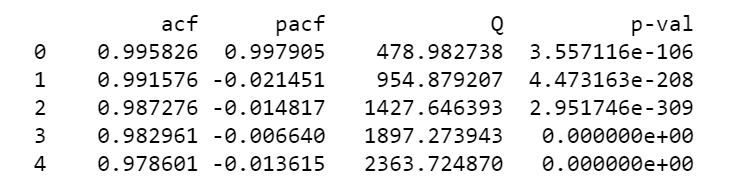 acf pacf Q p-val
0 0.995826 0.997905 478.982738 3.557116e-106
1 0.991576 -0.021451 954.879207 4.473163e-208
2 0.987276 -0.014817 1427.646393 2.951746e-309
3 0.982961 -0.006640 1897.273943 0.000000e+00
4 0.978601 -0.013615 2363.724870 0.000000e+00